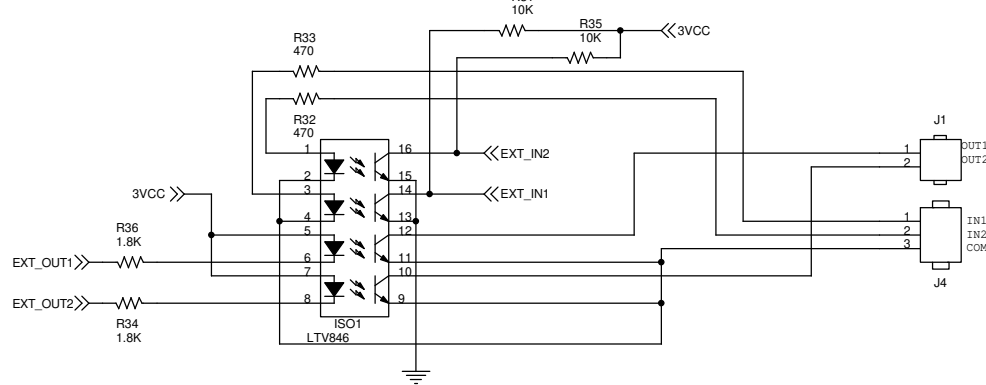 10K
R35
10K
3VCC
R33
470
R32
470
J1
1
2
OUT1
OUT2
1 16
2 15
3 14
4 13
5 12
6 11
7 10
8 9
EXT_IN2
EXT_IN1
3VCC
R36
1.8K
EXT_OUT1
EXT_OUT2
R34
1.8K
ISO1
LTV846
1
2
3
IN1
IN2
COM
J4